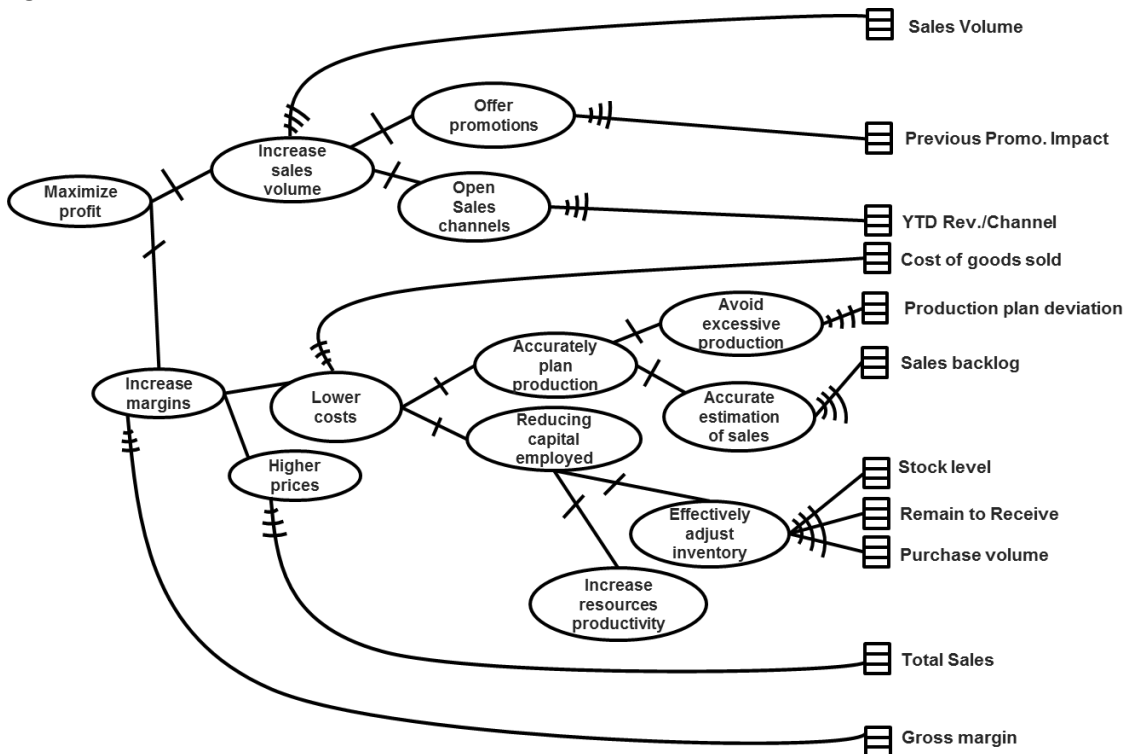 Sales Volume
Offer
promotions
Previous Promo. Impact
Increase
sales
volume
Maximize
profit
Open
Sales
channels
YTD Rev./Channel
Cost of goods sold
Avoid
excessive
production
Production plan deviation
Accurately
plan
production
Sales backlog
Increase
margins
Lower
costs
Accurate
estimation
of sales
Reducing
capital
employed
Higher
prices
Stock level
Effectively
adjust
inventory
Remain to Receive
Purchase volume
Increase
resources
productivity
Total Sales
Gross margin